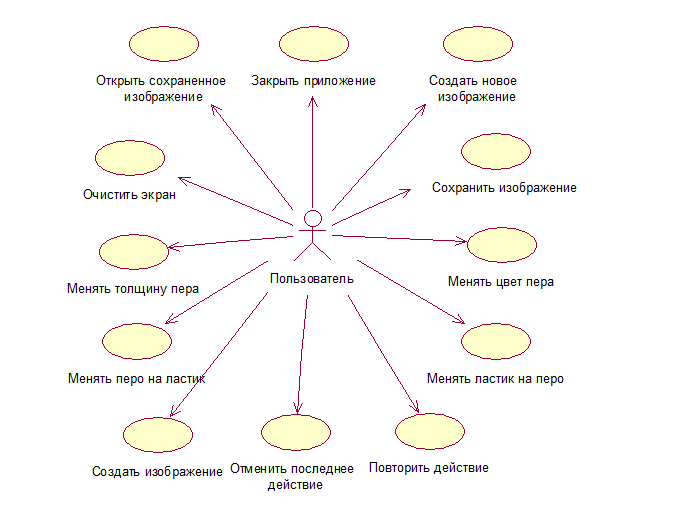 Открыть сохраненное
изображение
Закрыть приложение
Создать новое
изображение
Очистить экран
Сохранить изображение
Пользователь
Менять толщину пера
Менять цвет пера
Менять перо на ластик
Менять ластик на перо
Создать изображение
Отменить последнее
действие
Повторить действие